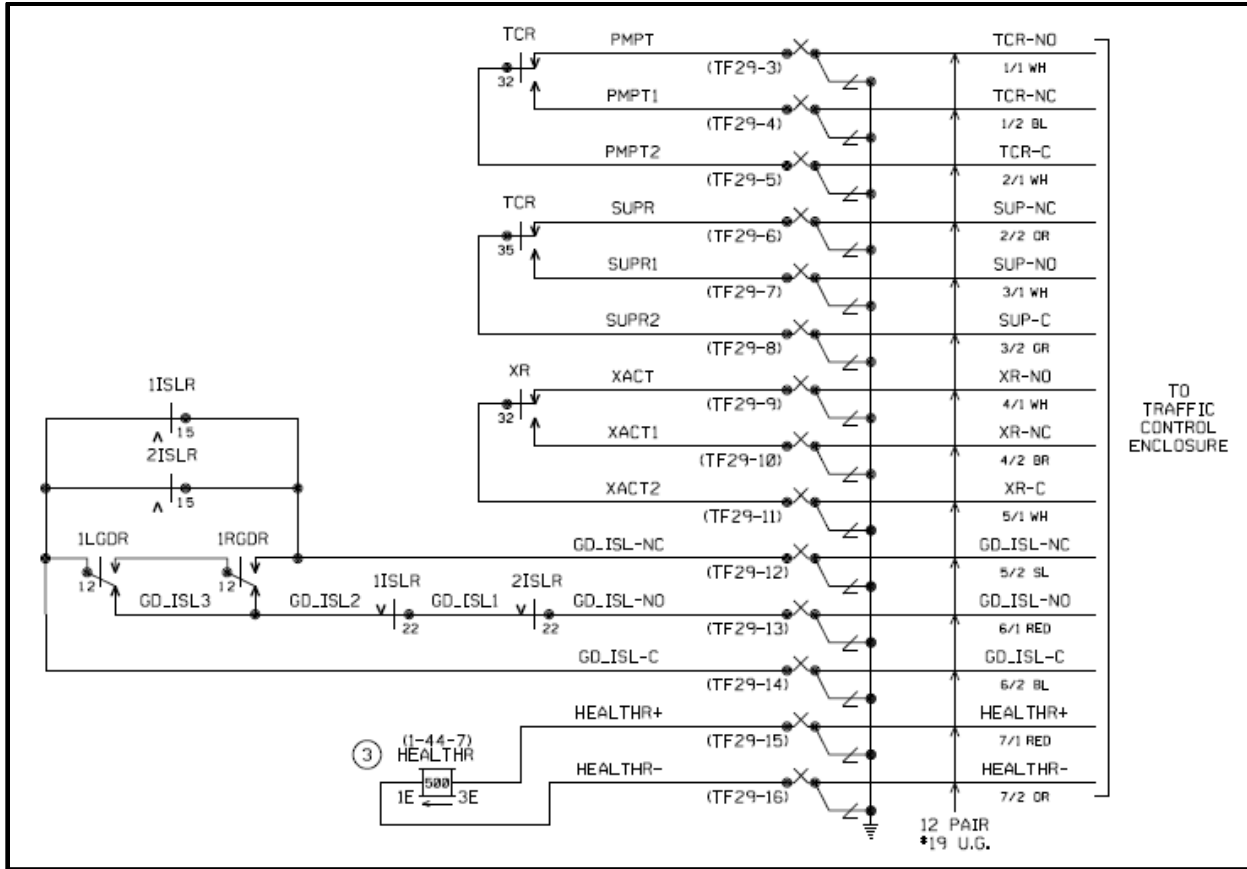 TCR PMPT TCR-NO
32 (TF29-3) 1/1 WH
PMPT1 TCR-NC
(TF29-4) 1/2 BL
PMPT2 TCR-C
(TF29-5) 2/1 WH
TCR SUPR SUP-NC
35 (TF29-6) 2/2 OR
SUPR1 SUP-NO
(TF29-7) 3/1 WH
SUPR2 SUP-C
(TF29-8) 3/2 GR
XR XACT XR-NO
32 (TF29-9) 4/1 WH
XACT1 XR-NC
(TF29-10) 4/2 BR
XACT2 XR-C
(TF29-11) 5/1 WH
1ISLR
15
2ISLR
15
1LGDR 1RGDR GD_ISL-NC GD_ISL-NC
12 12 (TF29-12) 5/2 SL
GD_ISL3 GD_ISL2 1ISLR GD_ISL1 2ISLR GD_ISL-NO GD_ISL-NO
22 22 (TF29-13) 6/1 RED
GD_ISL-C GD_ISL-C
(TF29-14) 6/2 BL
HEALTHR+ HEALTHR+
(TF29-15) 7/1 RED
3 (1-44-7)
HEALTHR
500
1E 3E
HEALTHR- HEALTHR-
(TF29-16) 7/2 OR
TO
TRAFFIC
CONTROL
ENCLOSURE
12 PAIR
#19 U.G.